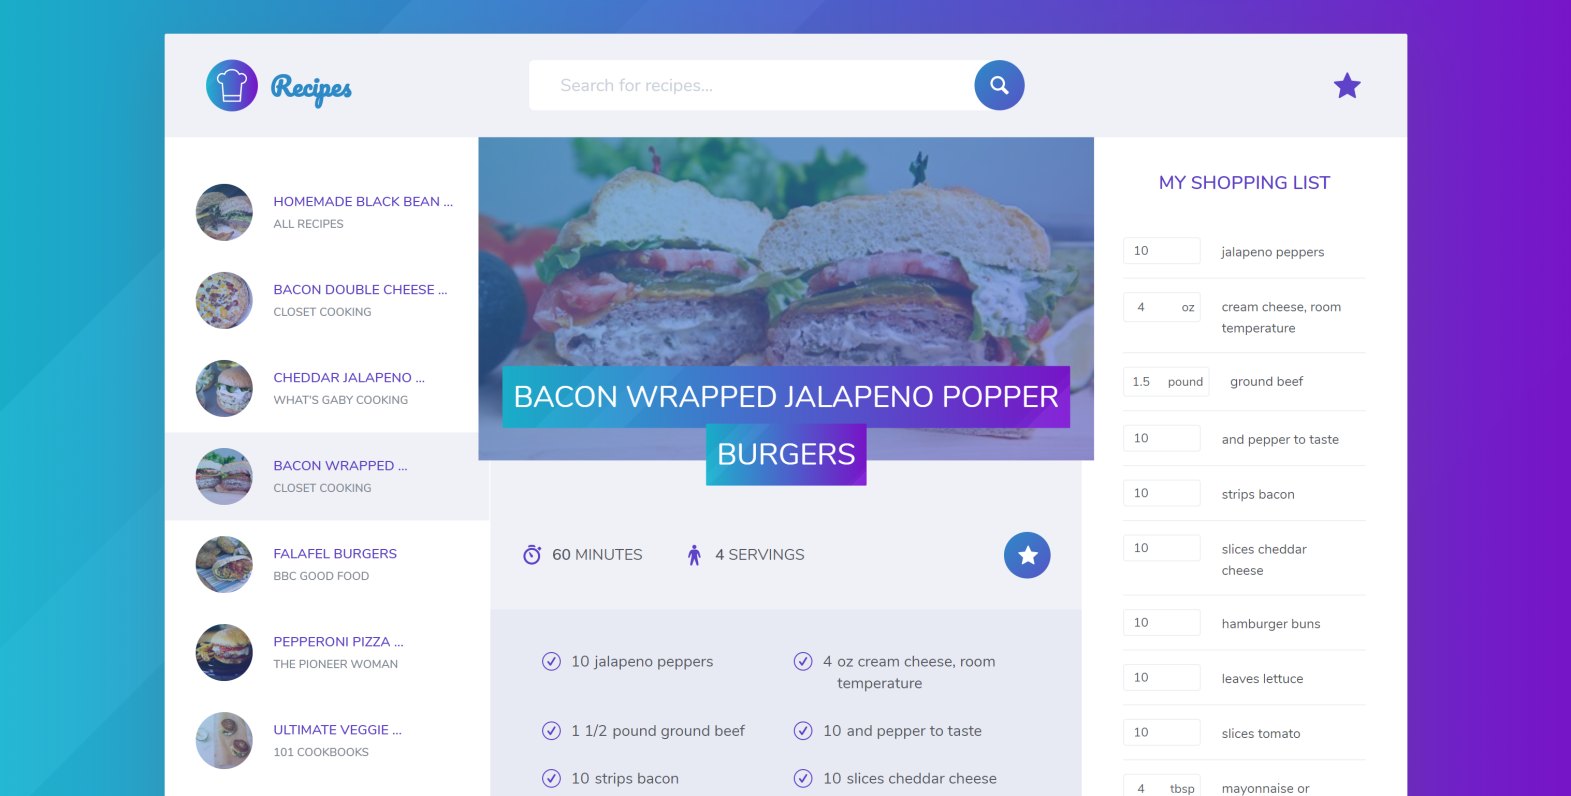 Recipes
Search for recipes...
HOMEMADE BLACK BEAN ...
ALL RECIPES
BACON DOUBLE CHEESE ...
CLOSET COOKING
CHEDDAR JALAPENO ...
WHAT'S GABY COOKING
BACON WRAPPED ...
CLOSET COOKING
FALAFEL BURGERS
BBC GOOD FOOD
PEPPERONI PIZZA ...
THE PIONEER WOMAN
ULTIMATE VEGGIE ...
101 COOKBOOKS
BACON WRAPPED JALAPENO POPPER
BURGERS
60 MINUTES
4 SERVINGS
10 jalapeno peppers
4 oz cream cheese, room
temperature
1 1/2 pound ground beef
10 and pepper to taste
10 strips bacon
10 slices cheddar cheese
MY SHOPPING LIST
10 jalapeno peppers
4 oz cream cheese, room
temperature
1.5 pound ground beef
10 and pepper to taste
10 strips bacon
10 slices cheddar
cheese
10 hamburger buns
10 leaves lettuce
10 slices tomato
4 tbsp mayonnaise or